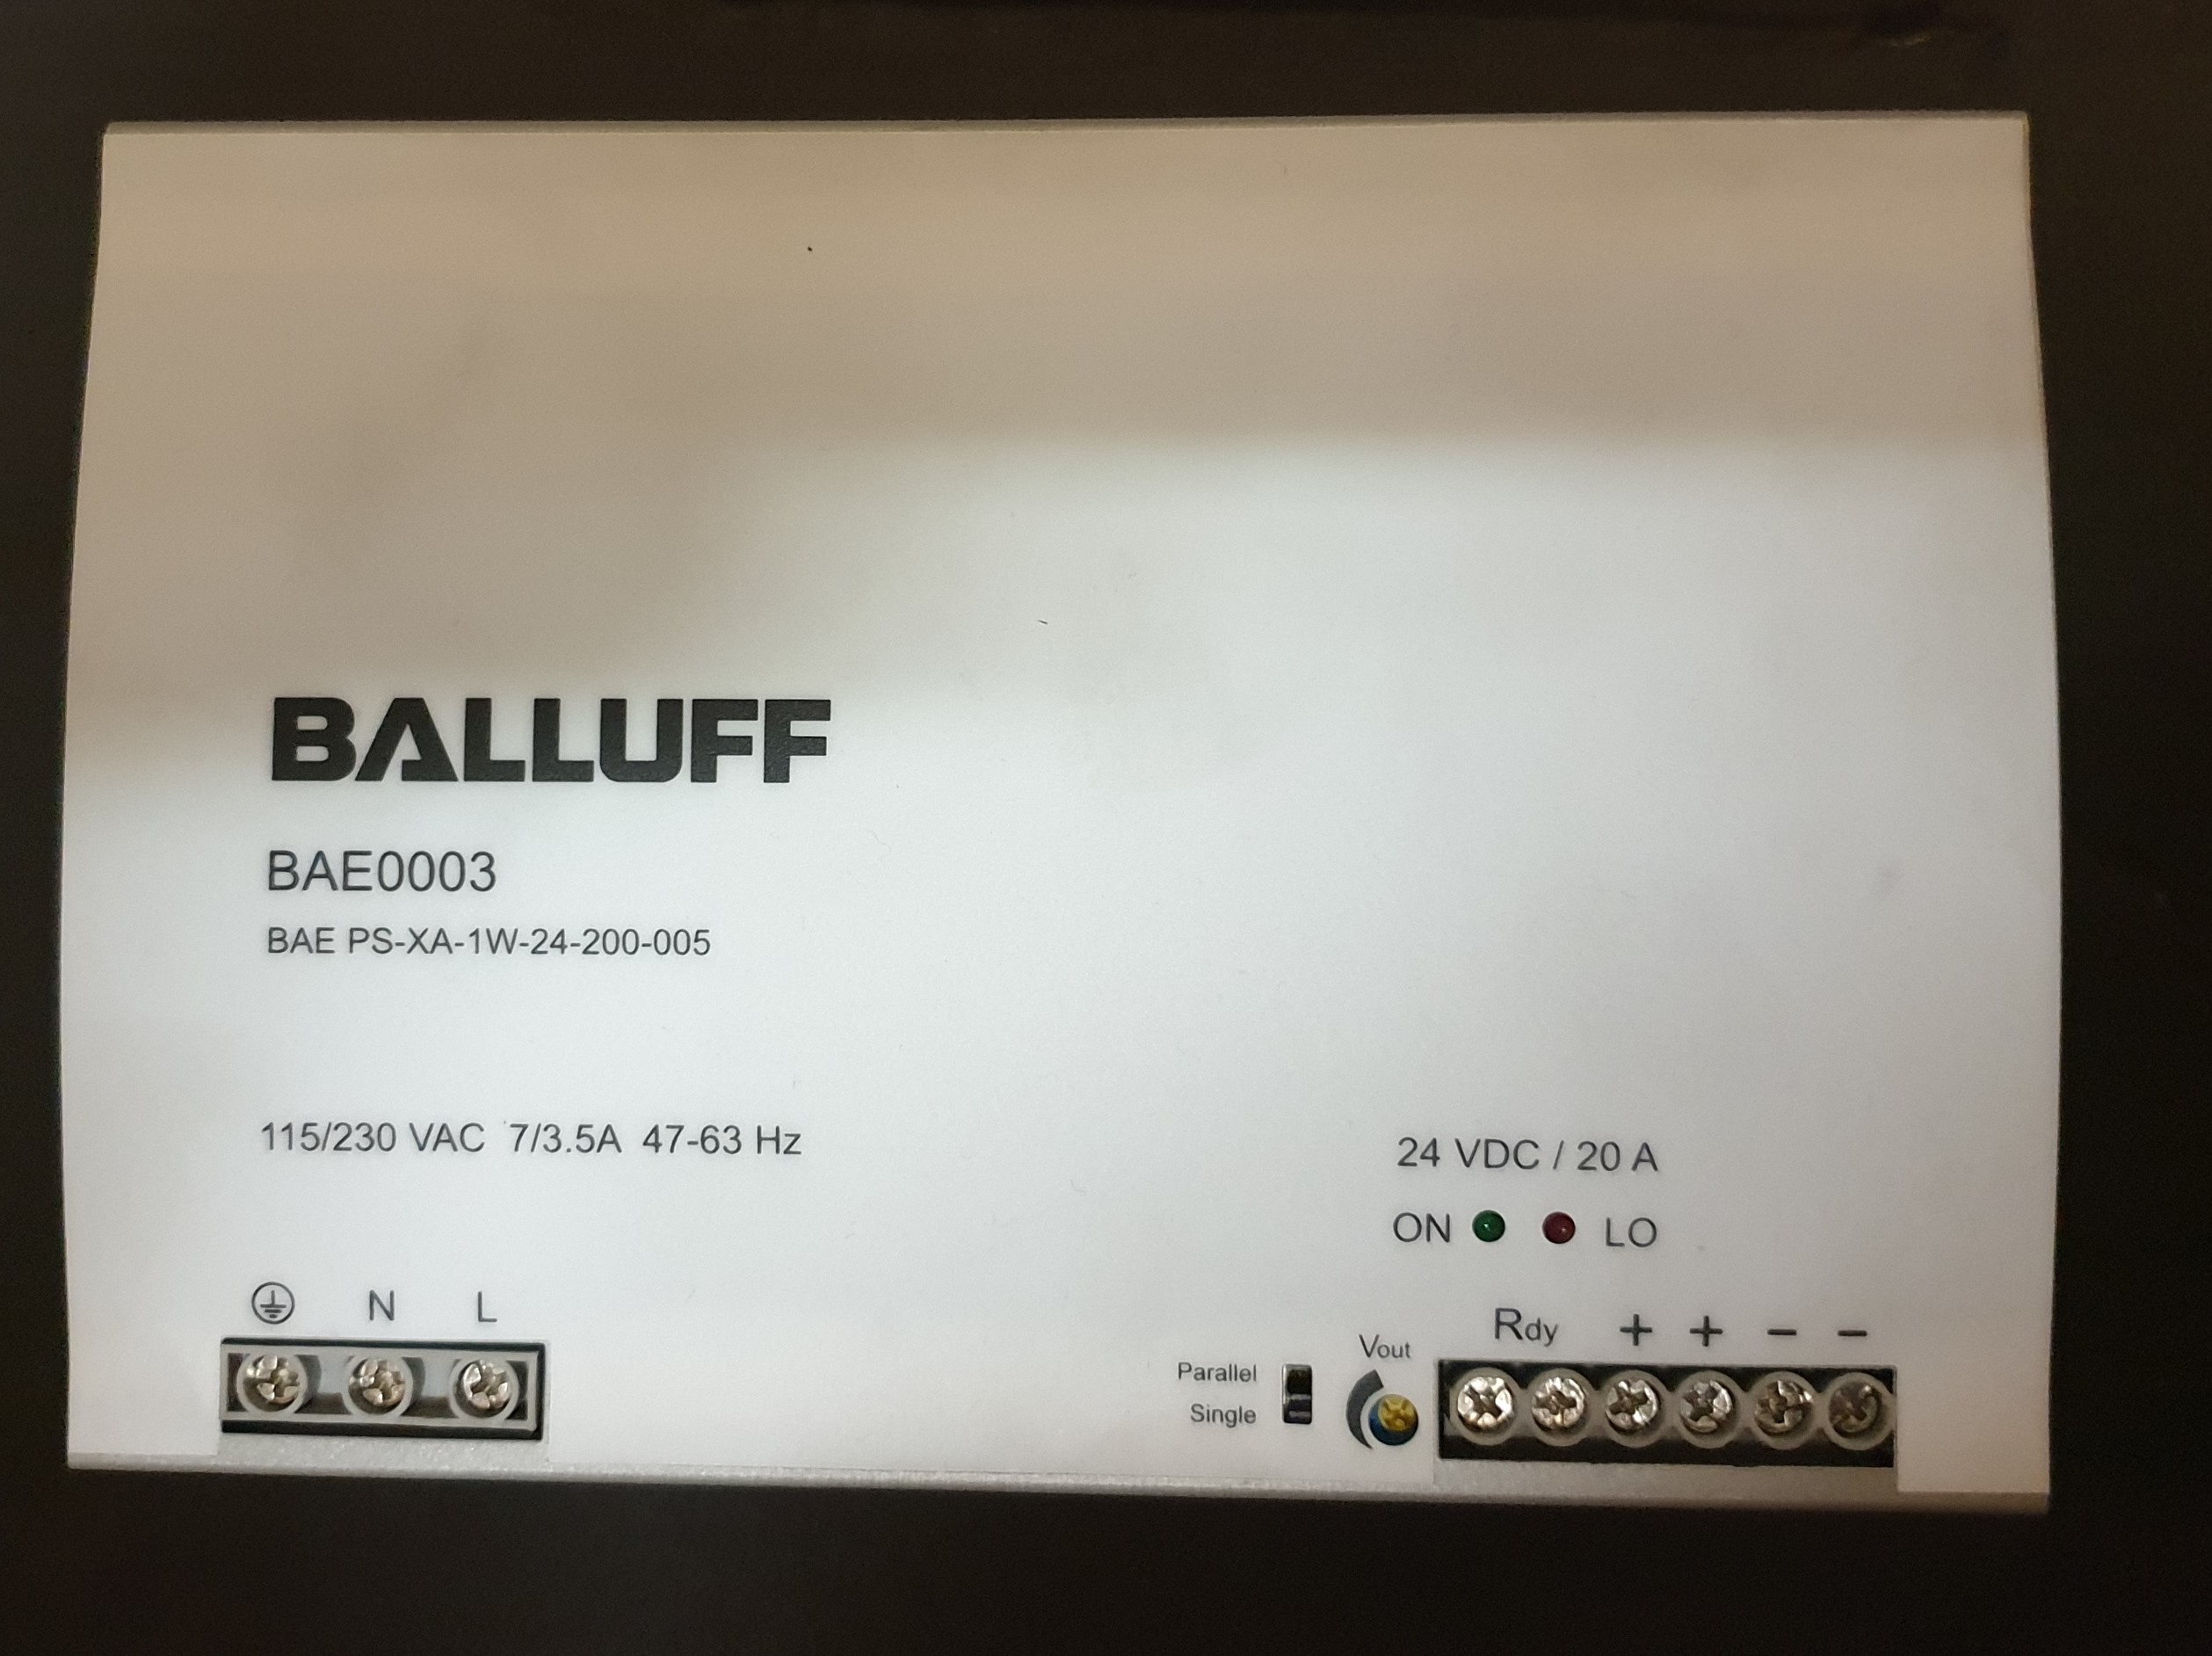 BALLUFF
BAE0003
BAE PS-XA-1W-24-200-005
115/230 VAC 7/3.5A 47-63 Hz
24 VDC / 20 A
ON LO
N L
Rdy + + − −
Vout
Parallel
Single